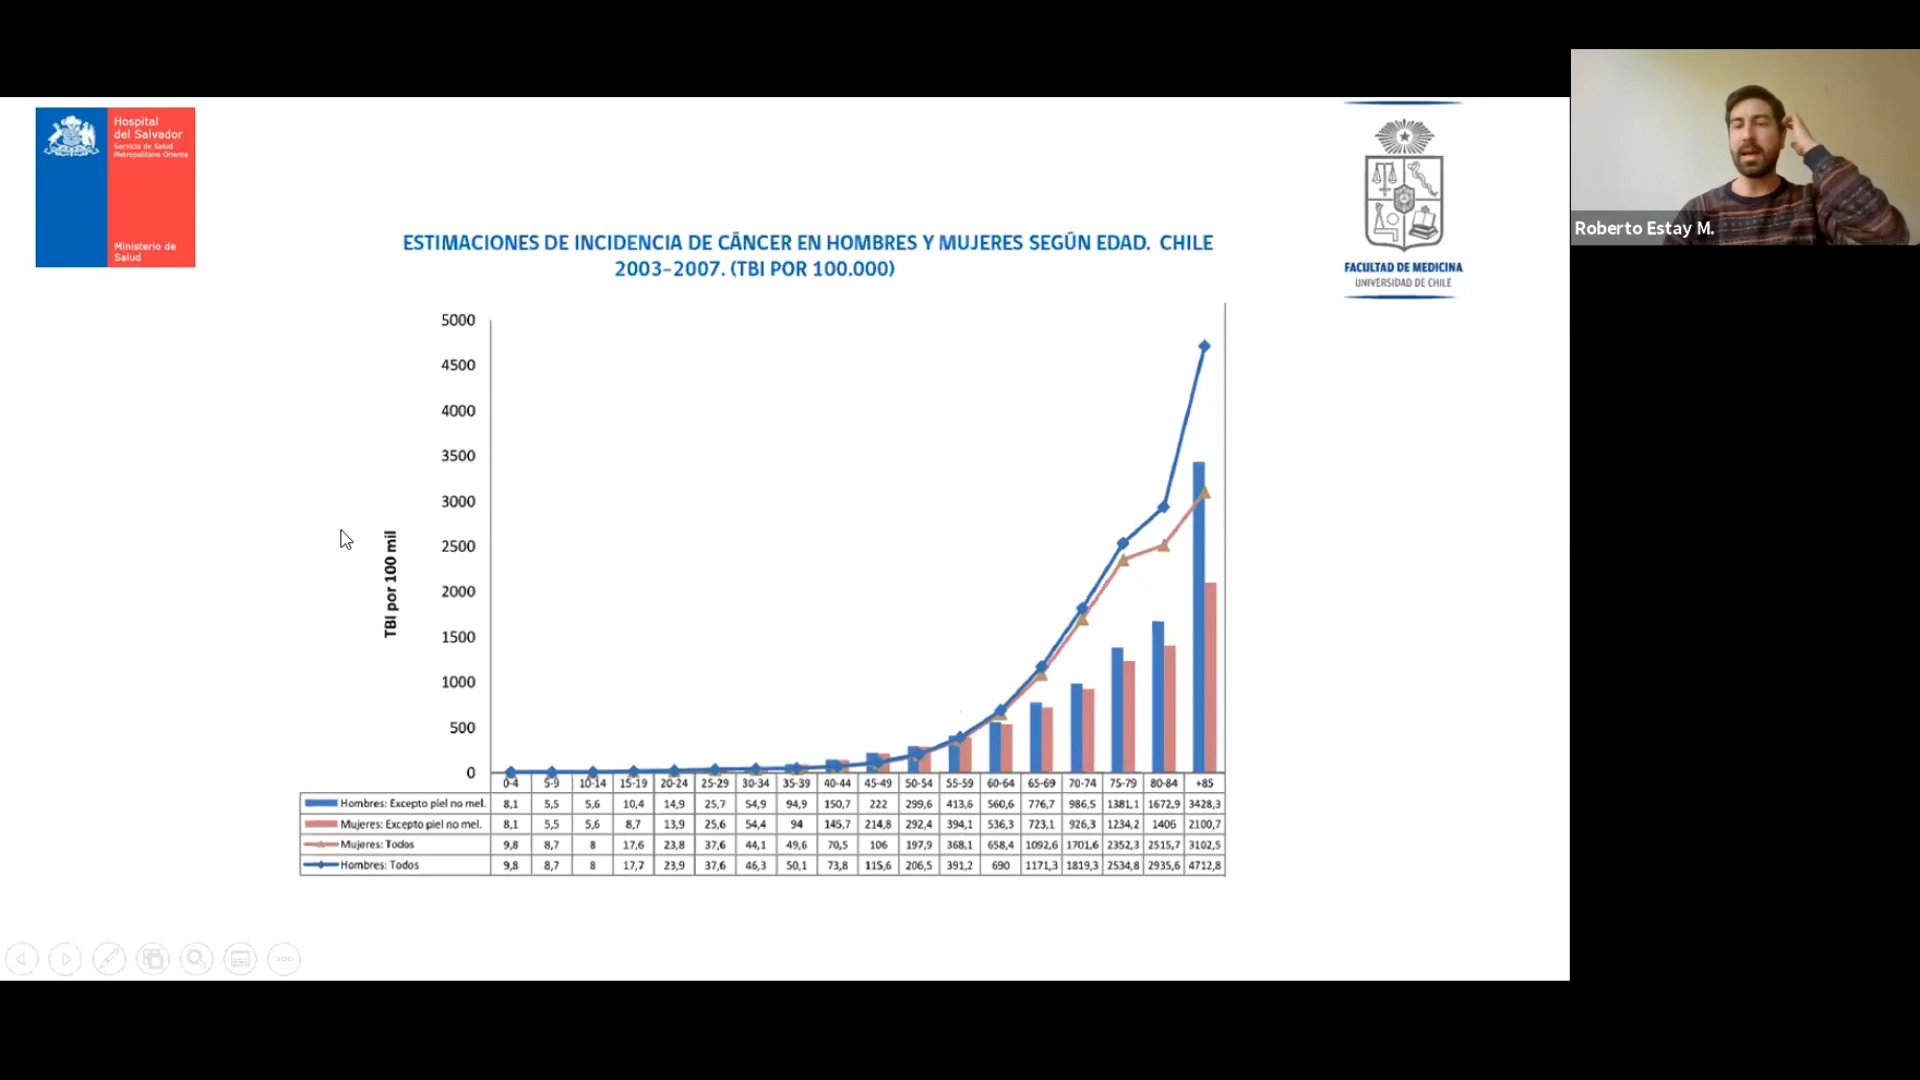 Hospital
del Salvador
Servicio de Salud
Metropolitano Oriente
Ministerio de
Salud
FACULTAD DE MEDICINA
UNIVERSIDAD DE CHILE
Roberto Estay M.
ESTIMACIONES DE INCIDENCIA DE CÁNCER EN HOMBRES Y MUJERES SEGÚN EDAD. CHILE
2003-2007. (TBI POR 100.000)
TBI por 100 mil
5000
4500
4000
3500
3000
2500
2000
1500
1000
500
0
0-4 5-9 10-14 15-19 20-24 25-29 30-34 35-39 40-44 45-49 50-54 55-59 60-64 65-69 70-74 75-79 80-84 +85
Hombres: Excepto piel no mel. 8,1 5,5 5,6 10,4 14,9 25,7 54,9 94,9 150,7 222 299,6 413,6 560,6 776,7 986,5 1381,1 1672,9 3428,3
Mujeres: Excepto piel no mel. 8,1 5,5 5,6 8,7 13,9 25,6 54,4 94 145,7 214,8 292,4 394,1 536,3 723,1 926,3 1234,2 1406 2100,7
Mujeres: Todos 9,8 8,7 8 17,6 23,8 37,6 44,1 49,6 70,5 106 197,9 368,1 658,4 1092,6 1701,6 2352,3 2515,7 3102,5
Hombres: Todos 9,8 8,7 8 17,7 23,9 37,6 46,3 50,1 73,8 115,6 206,5 391,2 690 1171,3 1819,3 2534,8 2935,6 4712,8